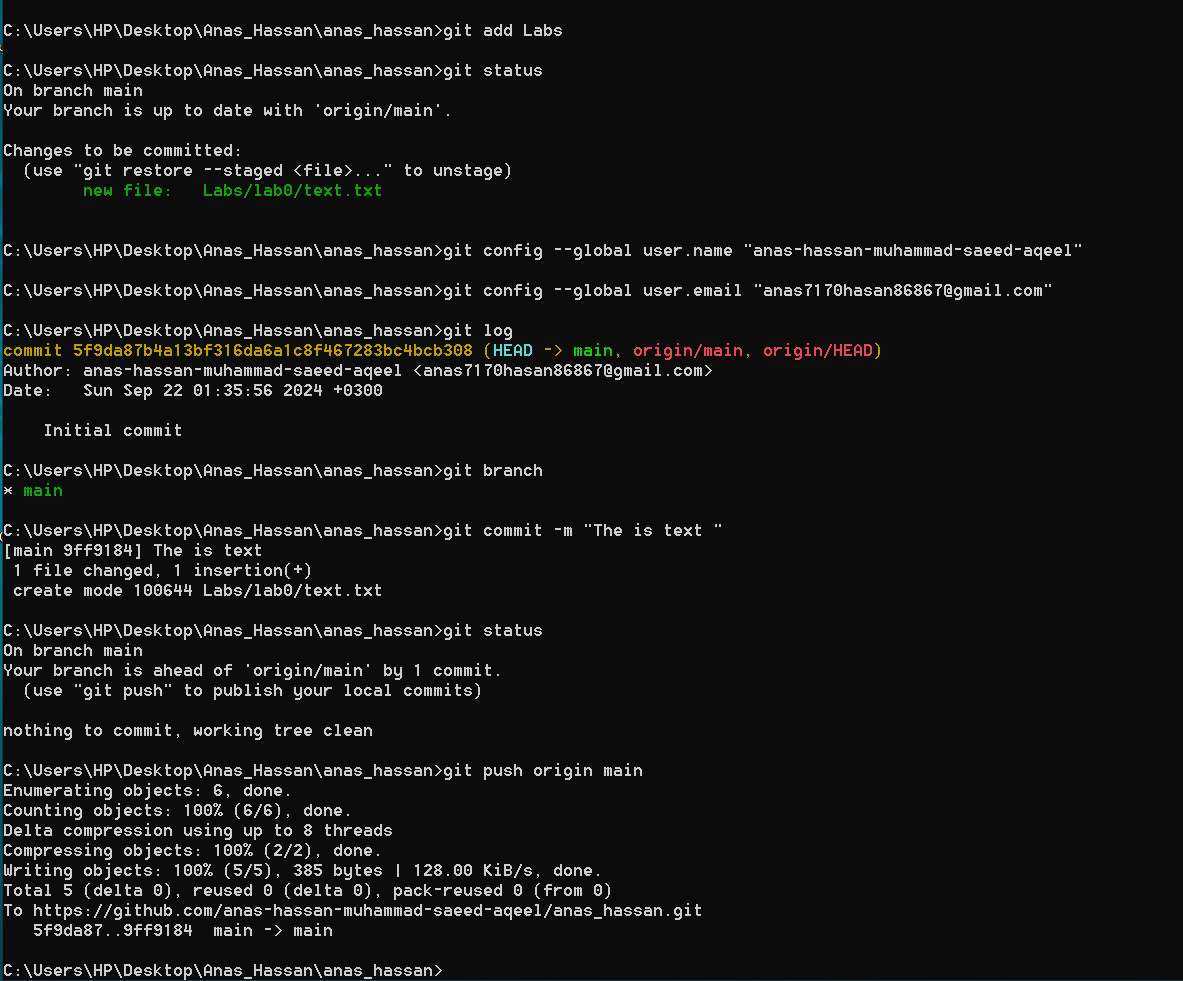 C:\Users\HP\Desktop\Anas_Hassan\anas_hassan>git add Labs
C:\Users\HP\Desktop\Anas_Hassan\anas_hassan>git status
On branch main
Your branch is up to date with 'origin/main'.
Changes to be committed:
  (use "git restore --staged <file>..." to unstage)
        new file:   Labs/lab0/text.txt
C:\Users\HP\Desktop\Anas_Hassan\anas_hassan>git config --global user.name "anas-hassan-muhammad-saeed-aqeel"
C:\Users\HP\Desktop\Anas_Hassan\anas_hassan>git config --global user.email "anas7170hasan86867@gmail.com"
C:\Users\HP\Desktop\Anas_Hassan\anas_hassan>git log
commit 5f9da87b4a13bf316da6a1c8f467283bc4bcb308 (HEAD -> main, origin/main, origin/HEAD)
Author: anas-hassan-muhammad-saeed-aqeel <anas7170hasan86867@gmail.com>
Date:   Sun Sep 22 01:35:56 2024 +0300
    Initial commit
C:\Users\HP\Desktop\Anas_Hassan\anas_hassan>git branch
* main
C:\Users\HP\Desktop\Anas_Hassan\anas_hassan>git commit -m "The is text "
[main 9ff9184] The is text
 1 file changed, 1 insertion(+)
 create mode 100644 Labs/lab0/text.txt
C:\Users\HP\Desktop\Anas_Hassan\anas_hassan>git status
On branch main
Your branch is ahead of 'origin/main' by 1 commit.
  (use "git push" to publish your local commits)
nothing to commit, working tree clean
C:\Users\HP\Desktop\Anas_Hassan\anas_hassan>git push origin main
Enumerating objects: 6, done.
Counting objects: 100% (6/6), done.
Delta compression using up to 8 threads
Compressing objects: 100% (2/2), done.
Writing objects: 100% (5/5), 385 bytes | 128.00 KiB/s, done.
Total 5 (delta 0), reused 0 (delta 0), pack-reused 0 (from 0)
To https://github.com/anas-hassan-muhammad-saeed-aqeel/anas_hassan.git
   5f9da87..9ff9184  main -> main
C:\Users\HP\Desktop\Anas_Hassan\anas_hassan>